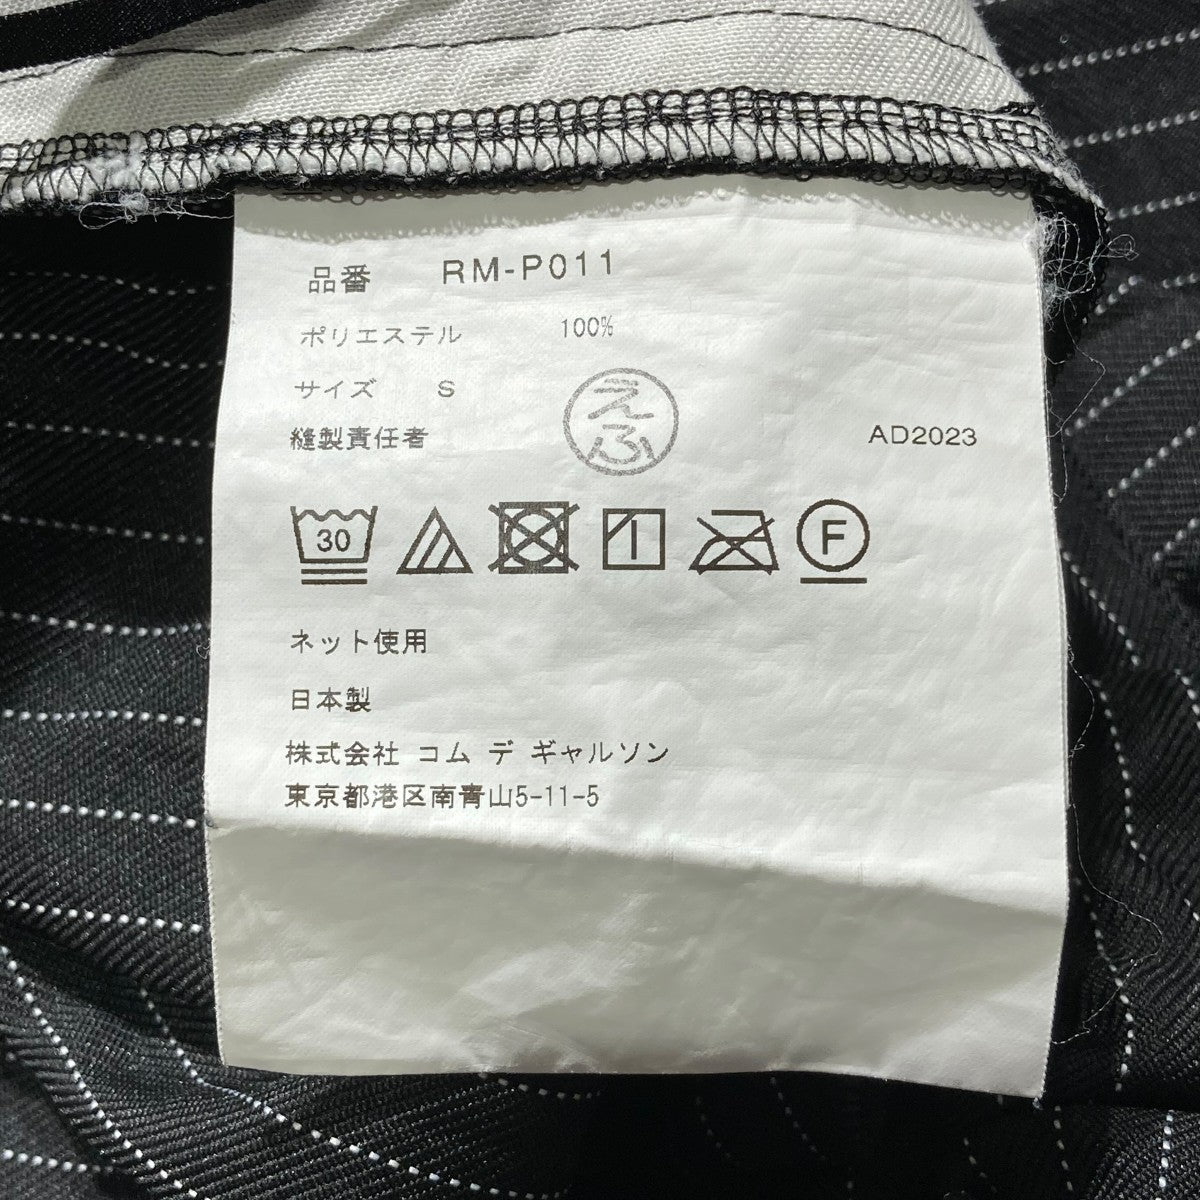 品番 RM-P011
ポリエステル 100%
サイズ S
えふ
縫製責任者
AD2023
30 F
ネット使用
日本製
株式会社 コム デ ギャルソン
東京都港区南青山5-11-5